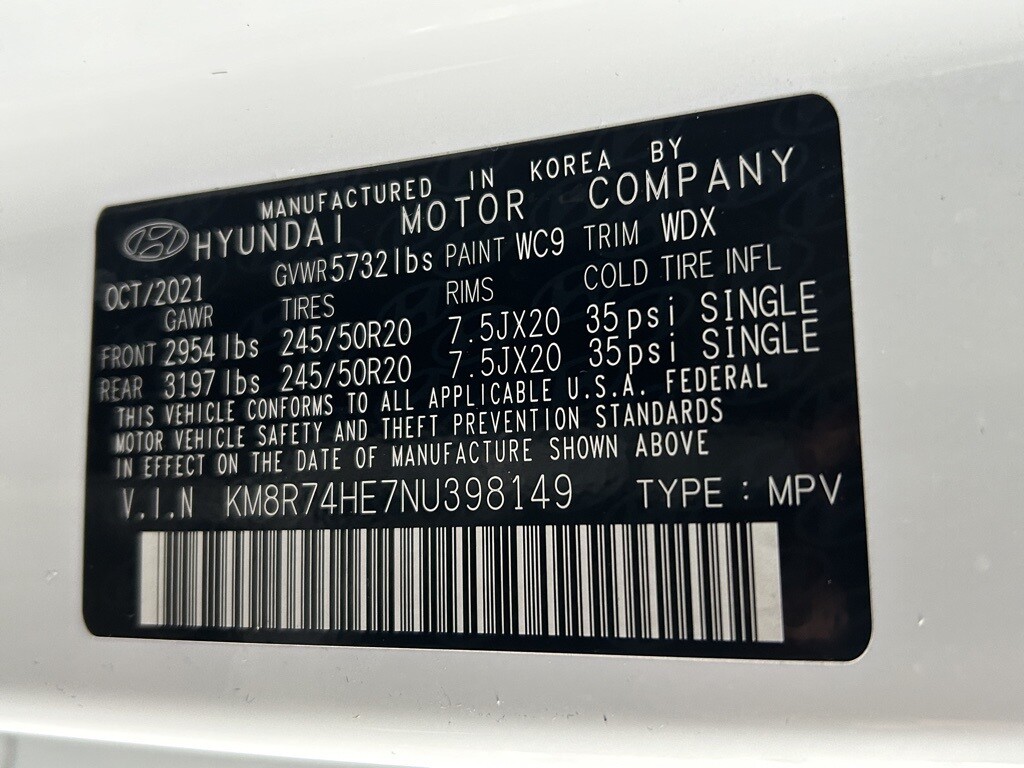 MANUFACTURED IN KOREA BY
HYUNDAI MOTOR COMPANY
OCT/2021 GVWR 5732lbs PAINT WC9 TRIM WDX
GAWR TIRES RIMS COLD TIRE INFL
FRONT 2954 lbs 245/50R20 7.5JX20 35psi SINGLE
REAR 3197 lbs 245/50R20 7.5JX20 35psi SINGLE
THIS VEHICLE CONFORMS TO ALL APPLICABLE U.S.A. FEDERAL
MOTOR VEHICLE SAFETY AND THEFT PREVENTION STANDARDS
IN EFFECT ON THE DATE OF MANUFACTURE SHOWN ABOVE
V.I.N KM8R74HE7NU398149 TYPE : MPV